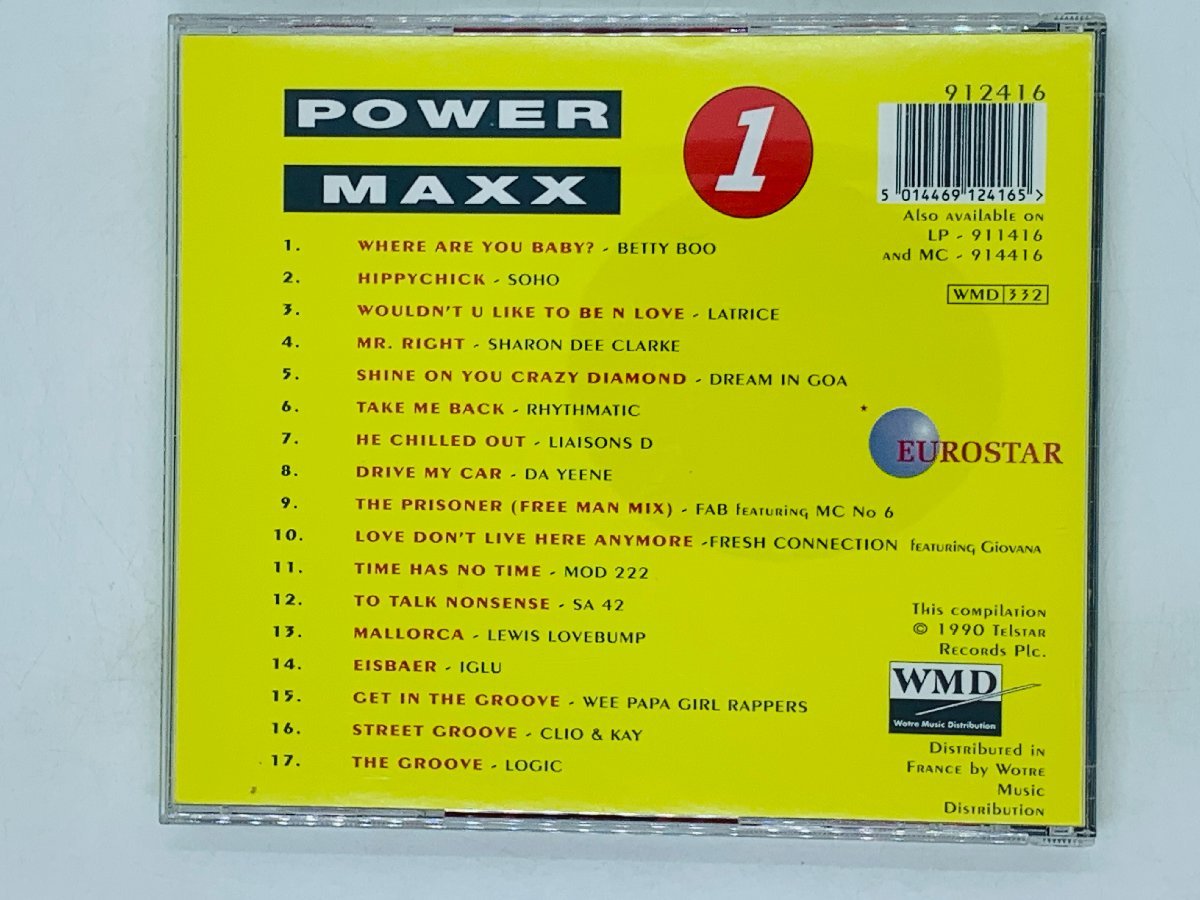 POWER
MAXX
1
912416
5 014469 124165 >
Also available on
LP - 911416
and MC - 914416
WMD 332
1. WHERE ARE YOU BABY? - BETTY BOO
2. HIPPYCHICK - SOHO
3. WOULDN'T U LIKE TO BE N LOVE - LATRICE
4. MR. RIGHT - SHARON DEE CLARKE
5. SHINE ON YOU CRAZY DIAMOND - DREAM IN GOA
6. TAKE ME BACK - RHYTHMATIC
7. HE CHILLED OUT - LIAISONS D
8. DRIVE MY CAR - DA YEENE
9. THE PRISONER (FREE MAN MIX) - FAB featuring MC No 6
10. LOVE DON'T LIVE HERE ANYMORE -FRESH CONNECTION featuring Giovana
11. TIME HAS NO TIME - MOD 222
12. TO TALK NONSENSE - SA 42
13. MALLORCA - LEWIS LOVEBUMP
14. EISBAER - IGLU
15. GET IN THE GROOVE - WEE PAPA GIRL RAPPERS
16. STREET GROOVE - CLIO & KAY
17. THE GROOVE - LOGIC
EUROSTAR
This compilation
© 1990 Telstar
Records Plc.
WMD
Wotre Music Distribution
Distributed in
France by Wotre
Music
Distribution